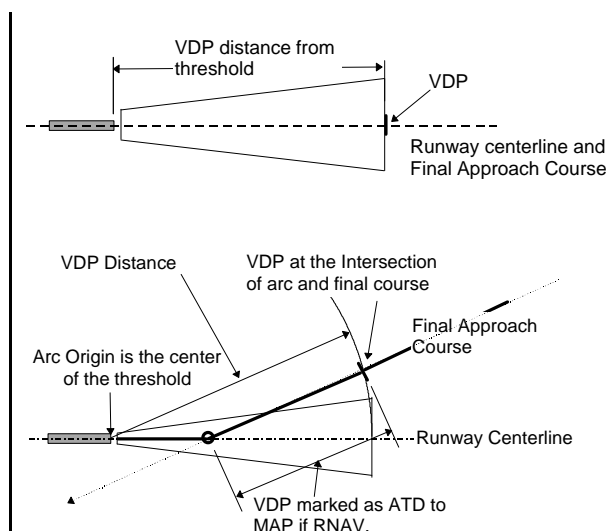 VDP distance from
threshold
VDP
Runway centerline and
Final Approach Course
VDP Distance
VDP at the Intersection
of arc and final course
Final Approach
Course
Arc Origin is the center
of the threshold
Runway Centerline
VDP marked as ATD to
MAP if RNAV.